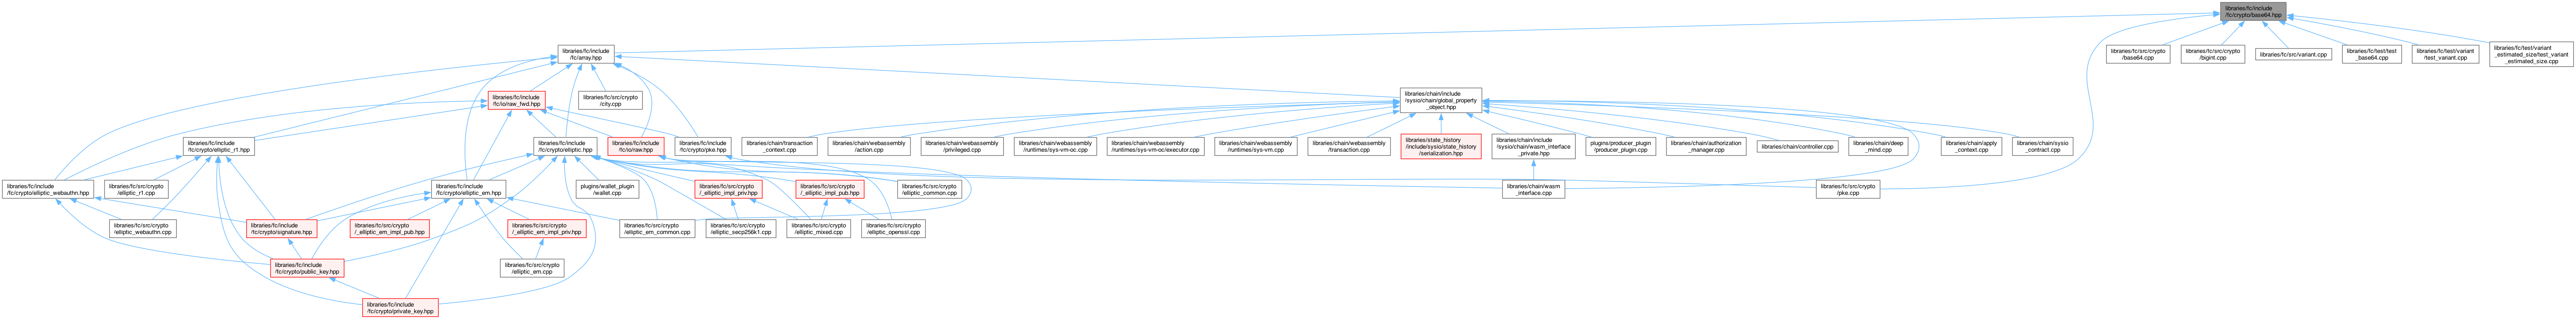 libraries/fc/include
/fc/crypto/base64.hpp
libraries/fc/include
/fc/array.hpp
libraries/fc/src/crypto
/base64.cpp
libraries/fc/src/crypto
/bigint.cpp
libraries/fc/src/variant.cpp
libraries/fc/test/test
_base64.cpp
libraries/fc/test/variant
/test_variant.cpp
libraries/fc/test/variant
_estimated_size/test_variant
_estimated_size.cpp
libraries/fc/include
/fc/io/raw_fwd.hpp
libraries/fc/src/crypto
/city.cpp
libraries/chain/include
/sysio/chain/global_property
_object.hpp
libraries/fc/include
/fc/crypto/elliptic_r1.hpp
libraries/fc/include
/fc/crypto/elliptic.hpp
libraries/fc/include
/fc/io/raw.hpp
libraries/fc/include
/fc/crypto/pke.hpp
libraries/chain/transaction
_context.cpp
libraries/chain/webassembly
/action.cpp
libraries/chain/webassembly
/privileged.cpp
libraries/chain/webassembly
/runtimes/sys-vm-oc.cpp
libraries/chain/webassembly
/runtimes/sys-vm-oc/executor.cpp
libraries/chain/webassembly
/runtimes/sys-vm.cpp
libraries/chain/webassembly
/transaction.cpp
libraries/state_history
/include/sysio/state_history
/serialization.hpp
libraries/chain/include
/sysio/chain/wasm_interface
_private.hpp
plugins/producer_plugin
/producer_plugin.cpp
libraries/chain/authorization
_manager.cpp
libraries/chain/controller.cpp
libraries/chain/deep
_mind.cpp
libraries/chain/apply
_context.cpp
libraries/chain/sysio
_contract.cpp
libraries/fc/include
/fc/crypto/elliptic_webauthn.hpp
libraries/fc/src/crypto
/elliptic_r1.cpp
libraries/fc/include
/fc/crypto/elliptic_em.hpp
plugins/wallet_plugin
/wallet.cpp
libraries/fc/src/crypto
/_elliptic_impl_priv.hpp
libraries/fc/src/crypto
/_elliptic_impl_pub.hpp
libraries/fc/src/crypto
/elliptic_common.cpp
libraries/chain/wasm
_interface.cpp
libraries/fc/src/crypto
/pke.cpp
libraries/fc/src/crypto
/elliptic_webauthn.cpp
libraries/fc/include
/fc/crypto/signature.hpp
libraries/fc/src/crypto
/_elliptic_em_impl_pub.hpp
libraries/fc/src/crypto
/_elliptic_em_impl_priv.hpp
libraries/fc/src/crypto
/elliptic_em_common.cpp
libraries/fc/src/crypto
/elliptic_secp256k1.cpp
libraries/fc/src/crypto
/elliptic_mixed.cpp
libraries/fc/src/crypto
/elliptic_openssl.cpp
libraries/fc/include
/fc/crypto/public_key.hpp
libraries/fc/src/crypto
/elliptic_em.cpp
libraries/fc/include
/fc/crypto/private_key.hpp